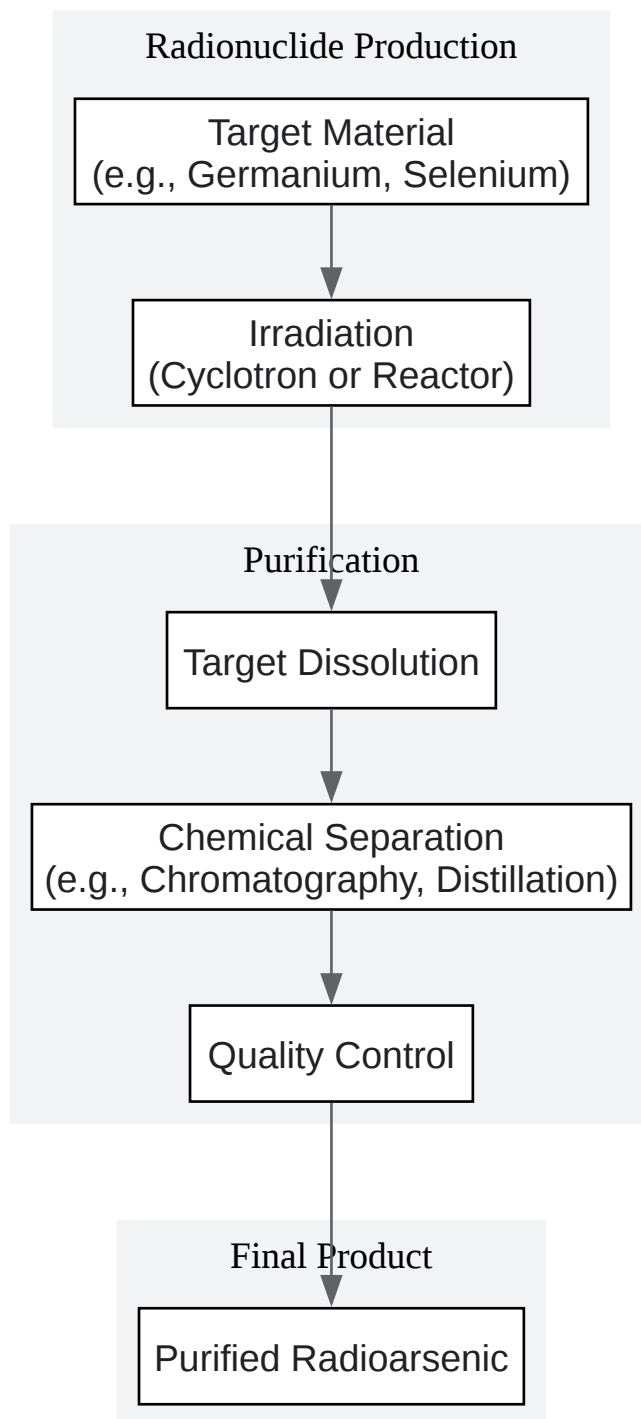 Radionuclide Production
Target Material
(e.g., Germanium, Selenium)
Irradiation
(Cyclotron or Reactor)
Purification
Target Dissolution
Chemical Separation
(e.g., Chromatography, Distillation)
Quality Control
Final Product
Purified Radioarsenic